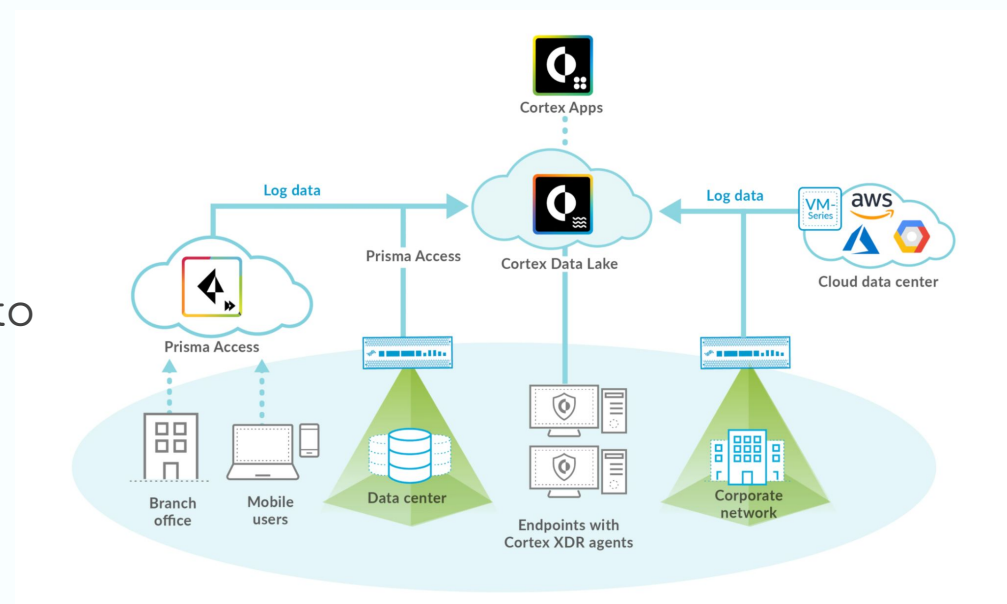 Cortex Apps
Log data
Log data
VM-
Series
aws
Prisma Access
Cortex Data Lake
Cloud data center
to
Prisma Access
Branch
office
Mobile
users
Data center
Endpoints with
Cortex XDR agents
Corporate
network